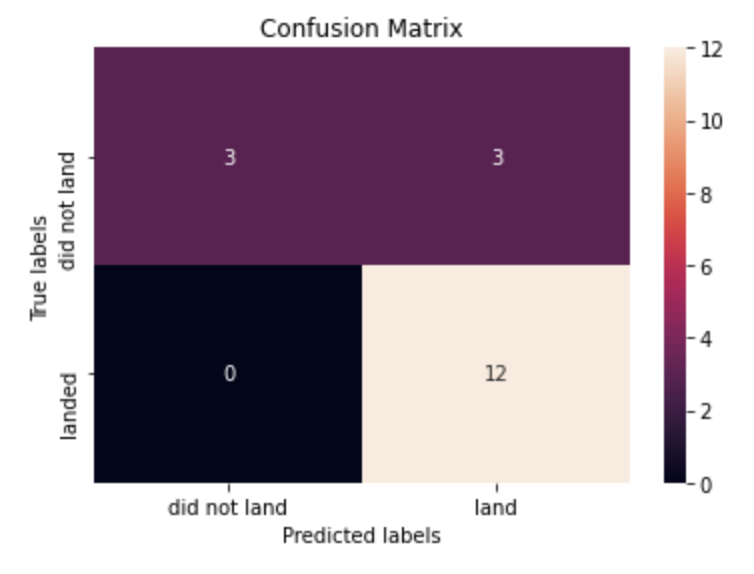 Confusion Matrix
True labels
did not land
landed
3
3
0
12
did not land
land
Predicted labels
12
10
8
6
4
2
0